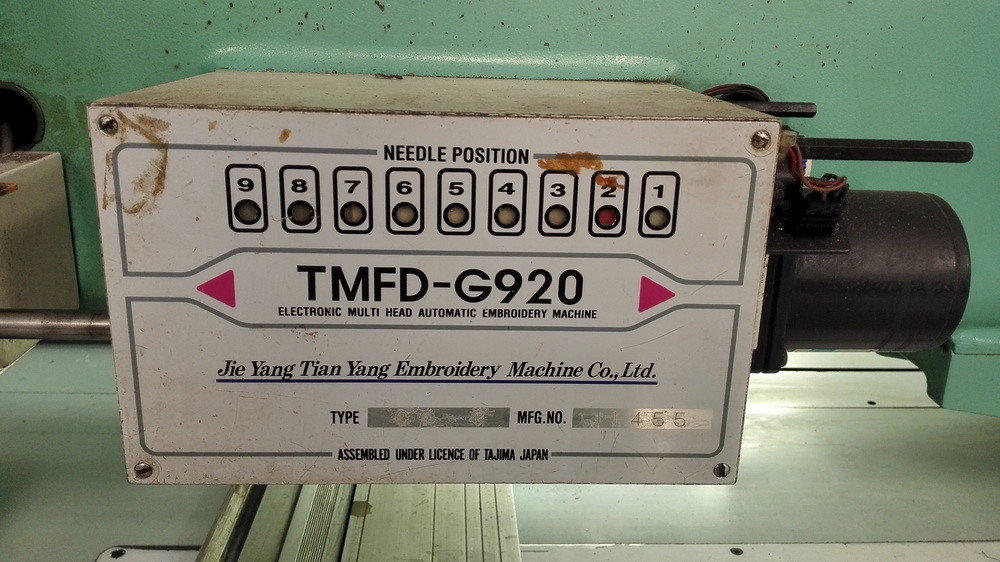 NEEDLE POSITION
9 8 7 6 5 4 3 2 1
TMFD-G920
ELECTRONIC MULTI HEAD AUTOMATIC EMBROIDERY MACHINE
Jie Yang Tian Yang Embroidery Machine Co., Ltd.
TYPE MFG.NO. 455
ASSEMBLED UNDER LICENCE OF TAJIMA JAPAN